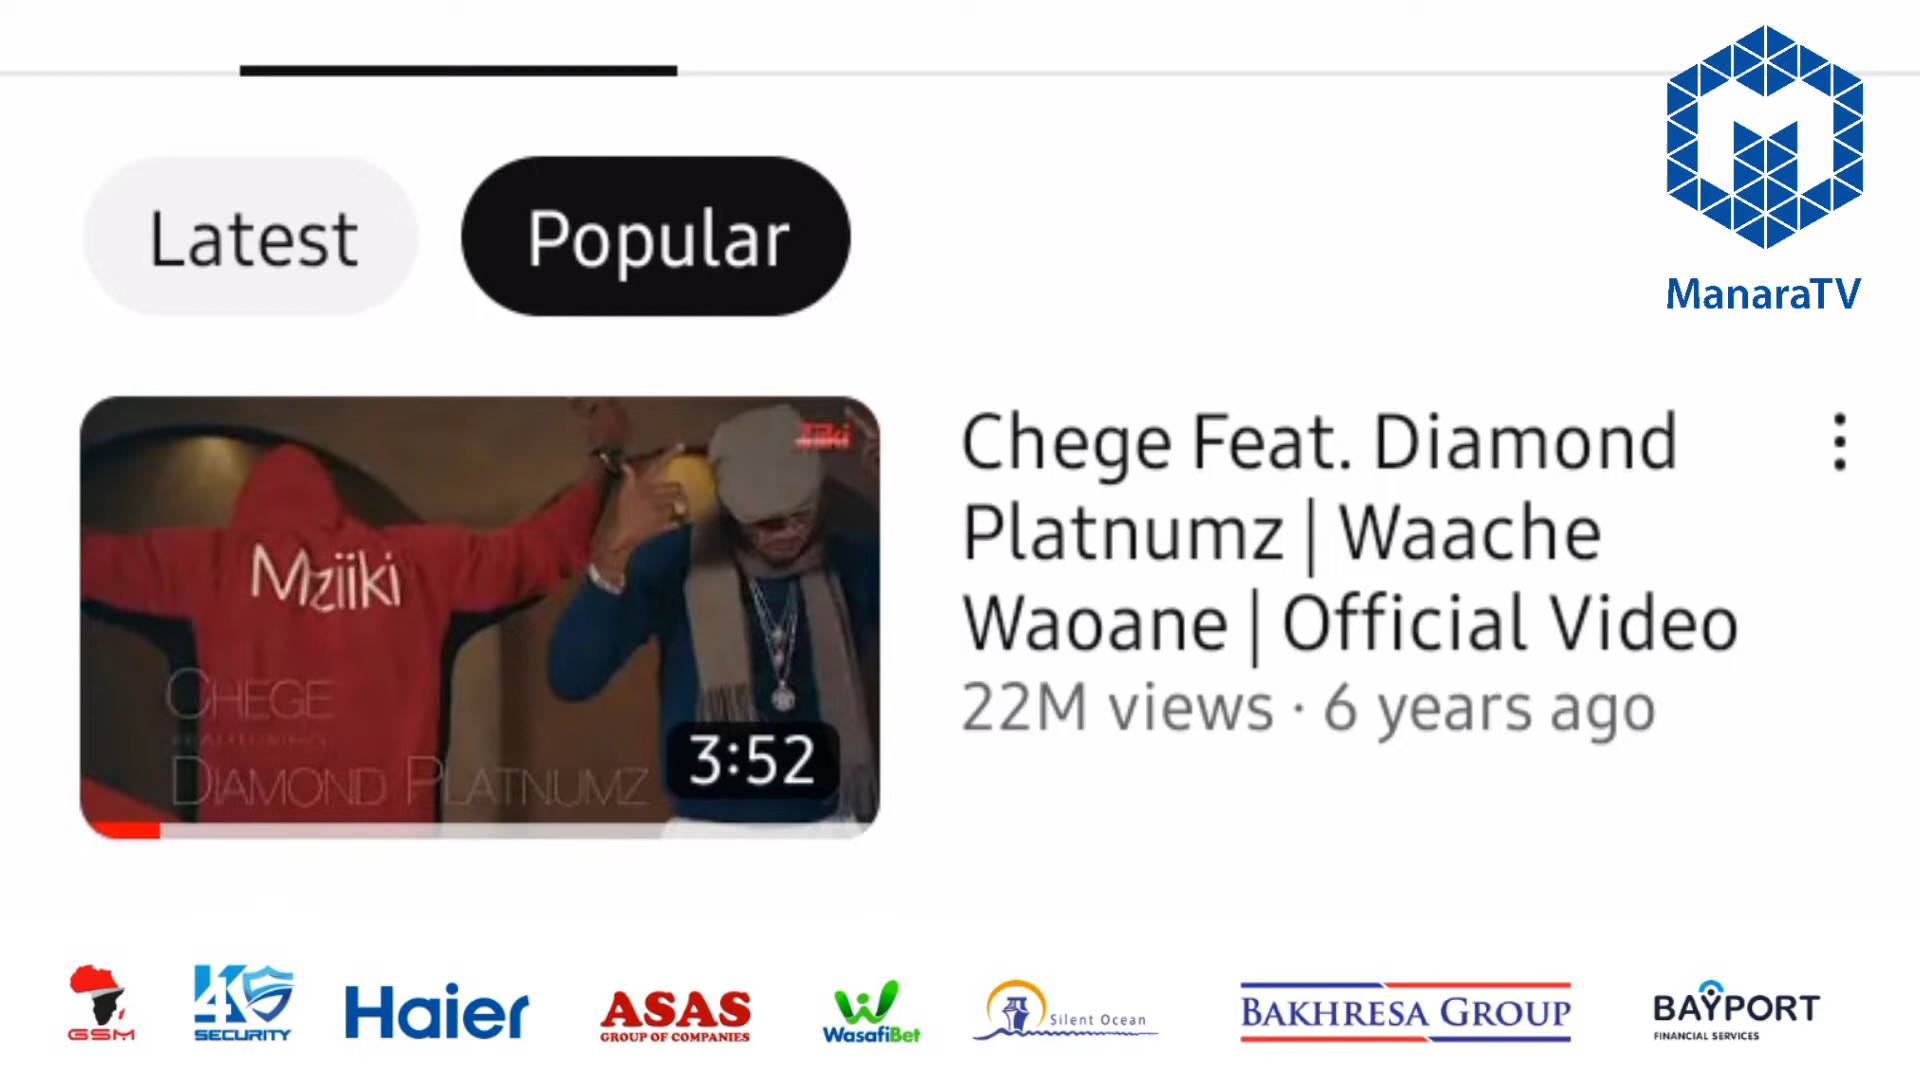 Latest
Popular
ManaraTV
Ziiki
Mziiki
CHEGE
DIAMOND PLATNUMZ
3:52
Chege Feat. Diamond
Platnumz | Waache
Waoane | Official Video
22M views · 6 years ago
GSM
SECURITY
Haier
ASAS
GROUP OF COMPANIES
WasafiBet
Silent Ocean
BAKHRESA GROUP
BAYPORT
FINANCIAL SERVICES